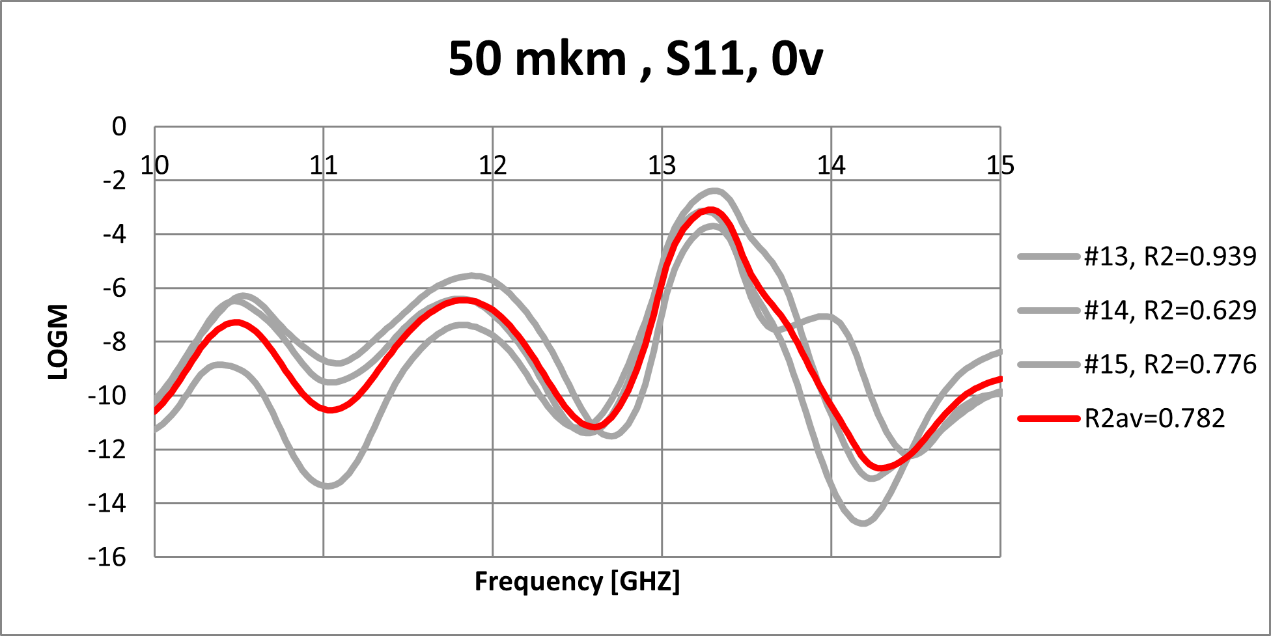 50 mkm , S11, 0v
0
10 11 12 13 14 15
-2
-4
-6
-8
-10
-12
-14
-16
LOGM
Frequency [GHZ]
#13, R2=0.939
#14, R2=0.629
#15, R2=0.776
R2av=0.782